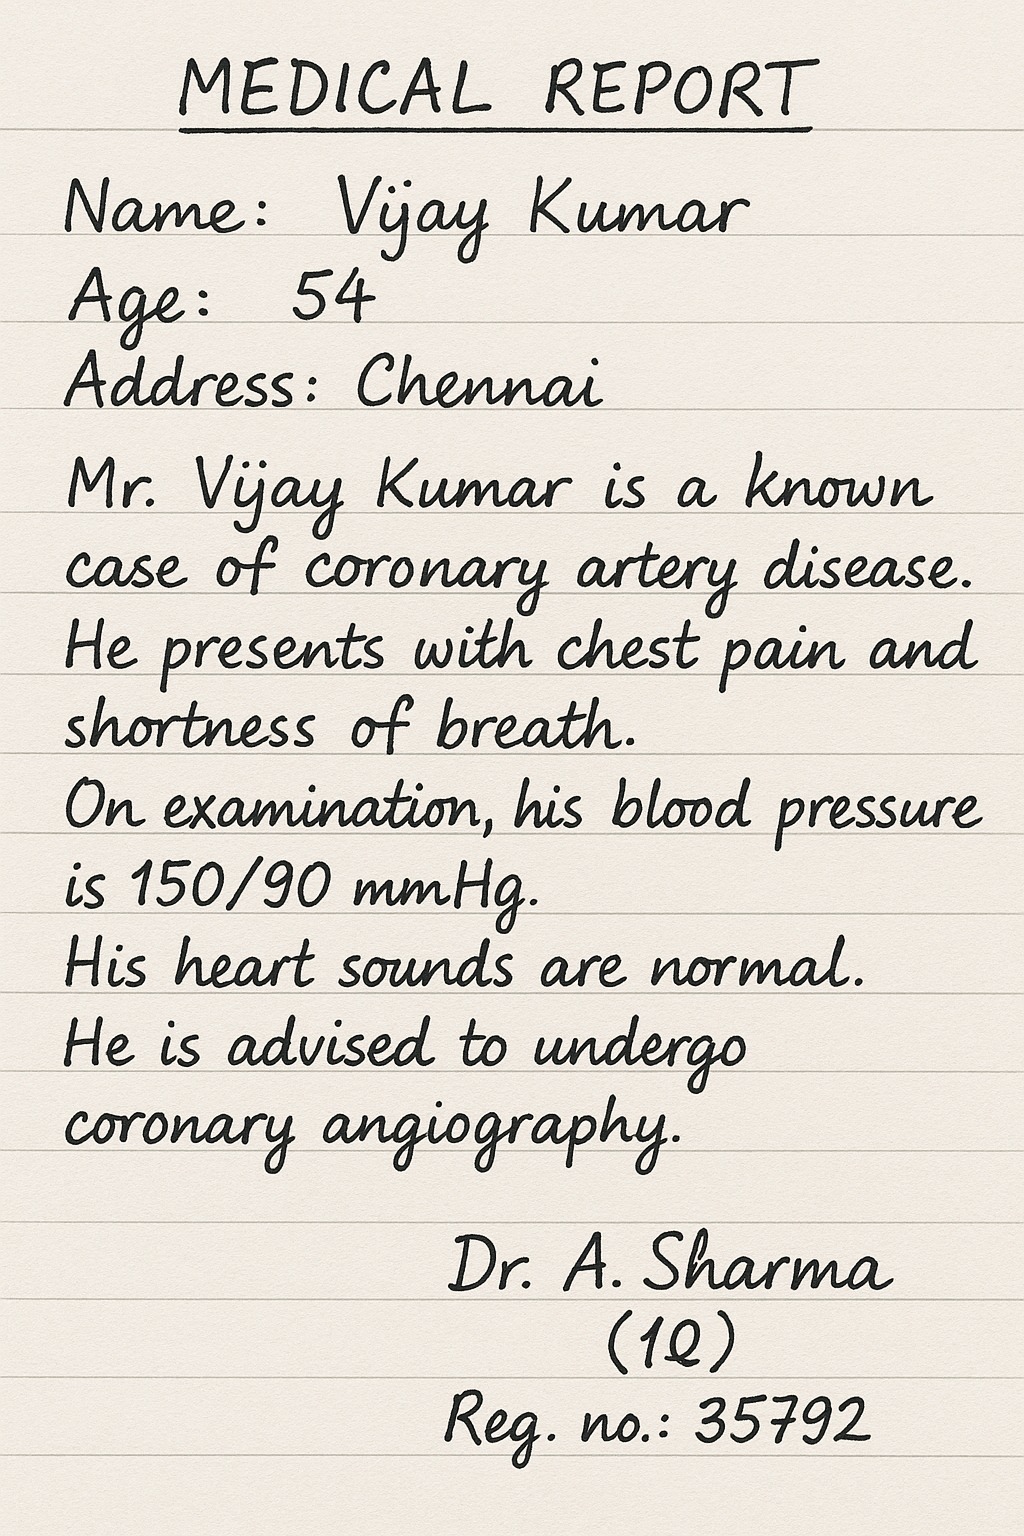 MEDICAL REPORT
Name: Vijay Kumar
Age: 54
Address: Chennai
Mr. Vijay Kumar is a known
case of coronary artery disease.
He presents with chest pain and
shortness of breath.
On examination, his blood pressure
is 150/90 mmHg.
His heart sounds are normal.
He is advised to undergo
coronary angiography.
Dr. A. Sharma
Reg. no.: 35792